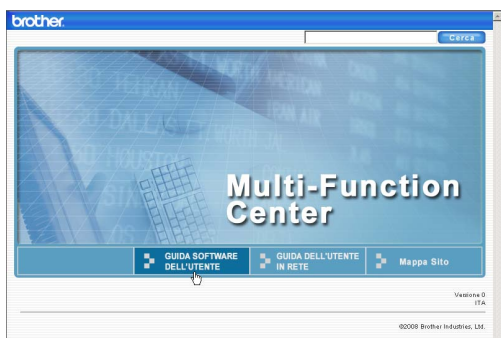 brother.
Cerca
Multi-Function
Center
GUIDA SOFTWARE
DELL'UTENTE
GUIDA DELL'UTENTE
IN RETE
Mappa Sito
Versione 0
ITA
©2008 Brother Industries, Ltd.